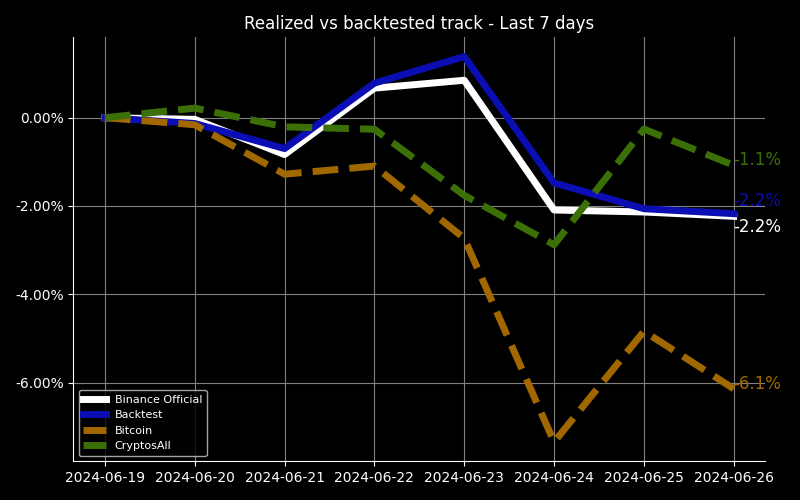 Realized vs backtested track - Last 7 days
0.00%
-2.00%
-4.00%
-6.00%
-1.1%
-2.2%
-2.2%
-6.1%
Binance Official
Backtest
Bitcoin
CryptosAll
2024-06-19 2024-06-20 2024-06-21 2024-06-22 2024-06-23 2024-06-24 2024-06-25 2024-06-26